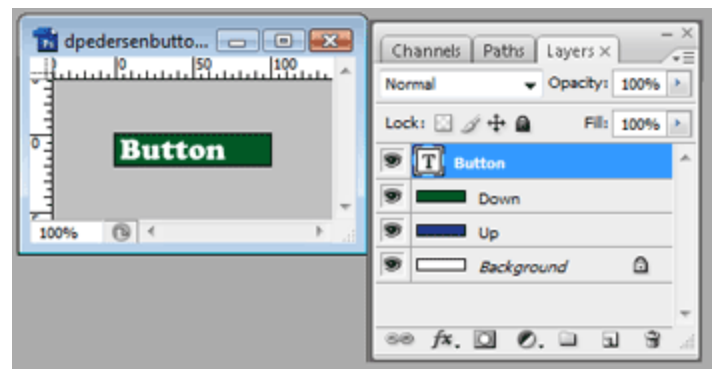 dpedersenbutto...
0 50 100
0
Button
100%
Channels Paths Layers ×
Normal Opacity: 100%
Lock: Fill: 100%
T Button
Down
Up
Background
fx.